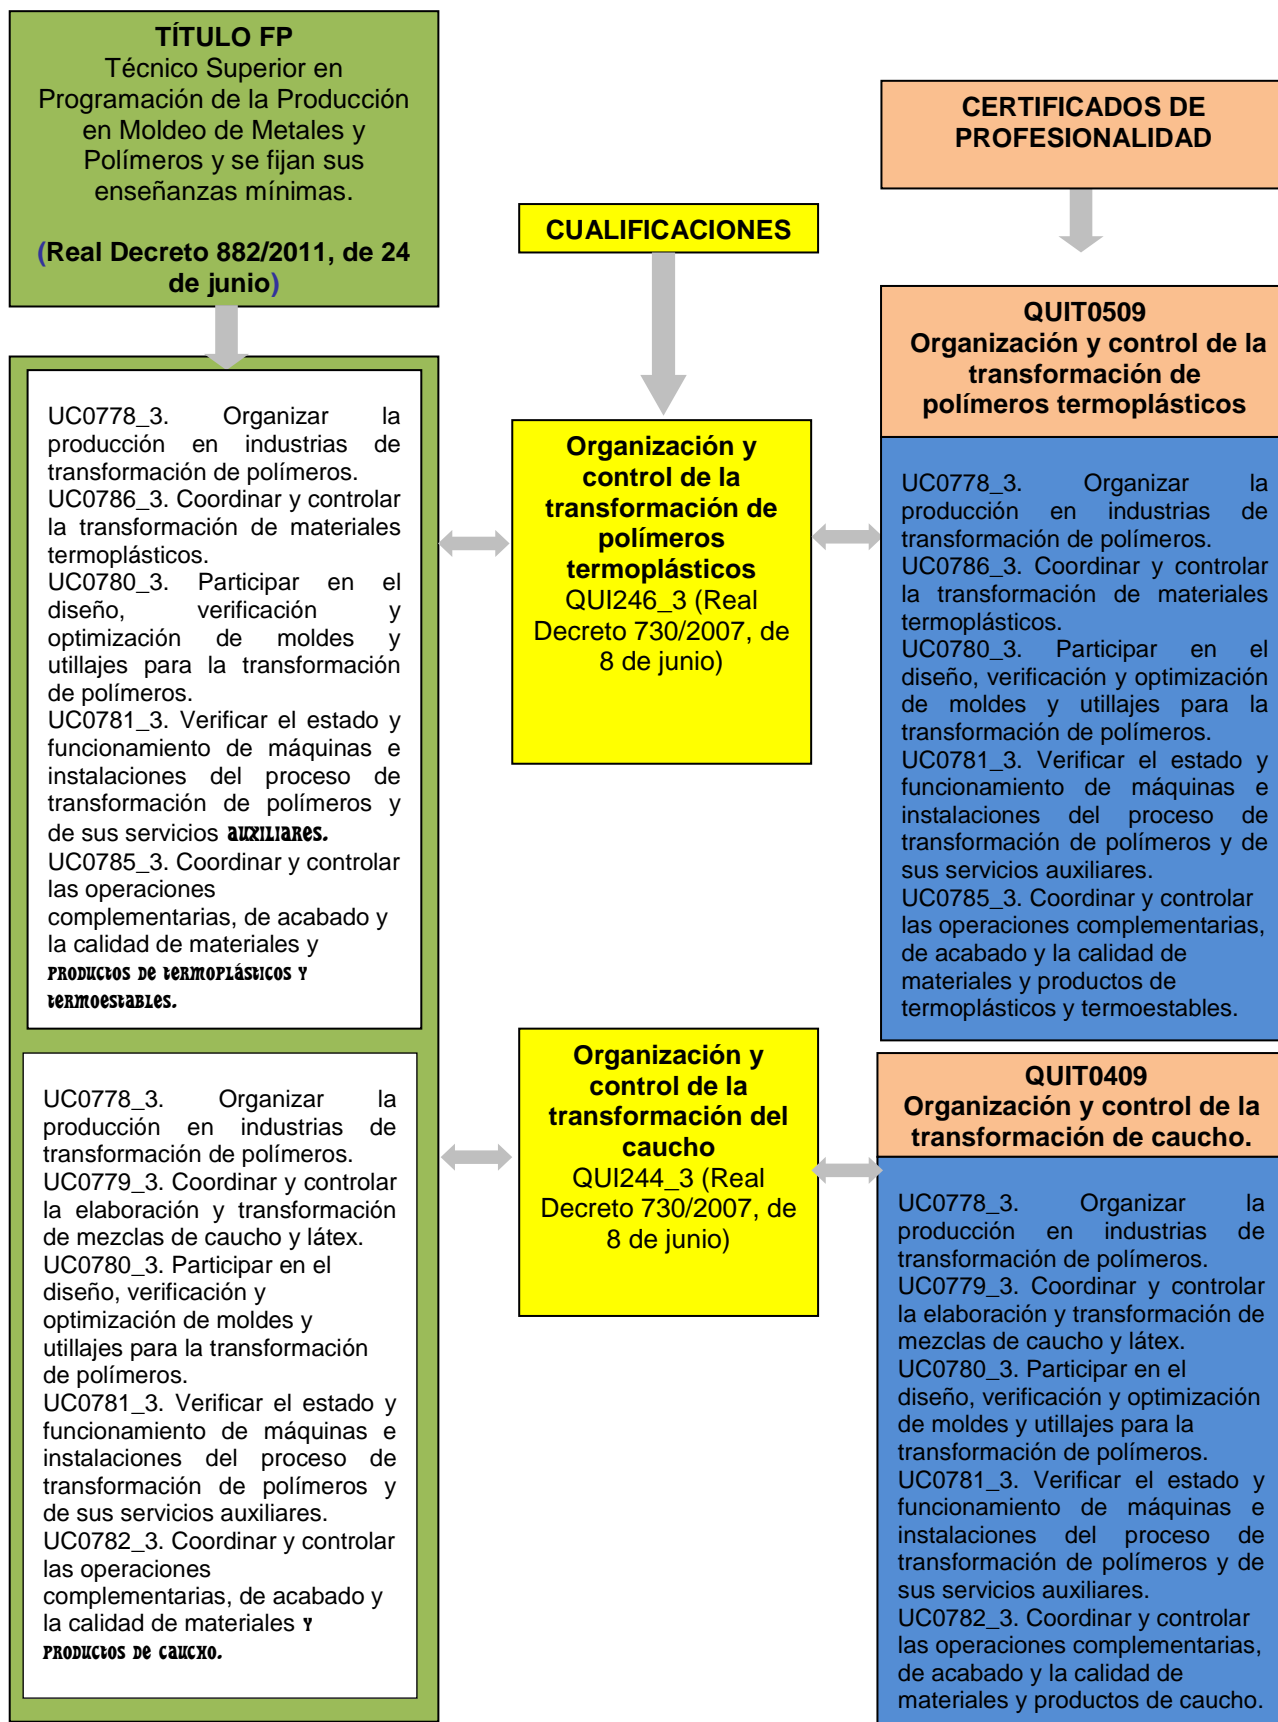 TÍTULO FP
Técnico Superior en
Programación de la Producción
en Moldeo de Metales y
Polímeros y se fijan sus
enseñanzas mínimas.
(Real Decreto 882/2011, de 24
de junio)
UC0778_3. Organizar la
producción en industrias de
transformación de polímeros.
UC0786_3. Coordinar y controlar
la transformación de materiales
termoplásticos.
UC0780_3. Participar en el
diseño, verificación y
optimización de moldes y
utillajes para la transformación
de polímeros.
UC0781_3. Verificar el estado y
funcionamiento de máquinas e
instalaciones del proceso de
transformación de polímeros y
de sus servicios auxiliares.
UC0785_3. Coordinar y controlar
las operaciones
complementarias, de acabado y
la calidad de materiales y
productos de termoplásticos y
termoestables.
UC0778_3. Organizar la
producción en industrias de
transformación de polímeros.
UC0779_3. Coordinar y controlar
la elaboración y transformación
de mezclas de caucho y látex.
UC0780_3. Participar en el
diseño, verificación y
optimización de moldes y
utillajes para la transformación
de polímeros.
UC0781_3. Verificar el estado y
funcionamiento de máquinas e
instalaciones del proceso de
transformación de polímeros y
de sus servicios auxiliares.
UC0782_3. Coordinar y controlar
las operaciones
complementarias, de acabado y
la calidad de materiales y
productos de caucho.
CUALIFICACIONES
Organización y
control de la
transformación de
polímeros
termoplásticos
QUI246_3 (Real
Decreto 730/2007, de
8 de junio)
Organización y
control de la
transformación del
caucho
QUI244_3 (Real
Decreto 730/2007, de
8 de junio)
CERTIFICADOS DE
PROFESIONALIDAD
QUIT0509
Organización y control de la
transformación de
polímeros termoplásticos
UC0778_3. Organizar la
producción en industrias de
transformación de polímeros.
UC0786_3. Coordinar y controlar
la transformación de materiales
termoplásticos.
UC0780_3. Participar en el
diseño, verificación y optimización
de moldes y utillajes para la
transformación de polímeros.
UC0781_3. Verificar el estado y
funcionamiento de máquinas e
instalaciones del proceso de
transformación de polímeros y de
sus servicios auxiliares.
UC0785_3. Coordinar y controlar
las operaciones complementarias,
de acabado y la calidad de
materiales y productos de
termoplásticos y termoestables.
QUIT0409
Organización y control de la
transformación de caucho.
UC0778_3. Organizar la
producción en industrias de
transformación de polímeros.
UC0779_3. Coordinar y controlar
la elaboración y transformación de
mezclas de caucho y látex.
UC0780_3. Participar en el
diseño, verificación y optimización
de moldes y utillajes para la
transformación de polímeros.
UC0781_3. Verificar el estado y
funcionamiento de máquinas e
instalaciones del proceso de
transformación de polímeros y de
sus servicios auxiliares.
UC0782_3. Coordinar y controlar
las operaciones complementarias,
de acabado y la calidad de
materiales y productos de caucho.